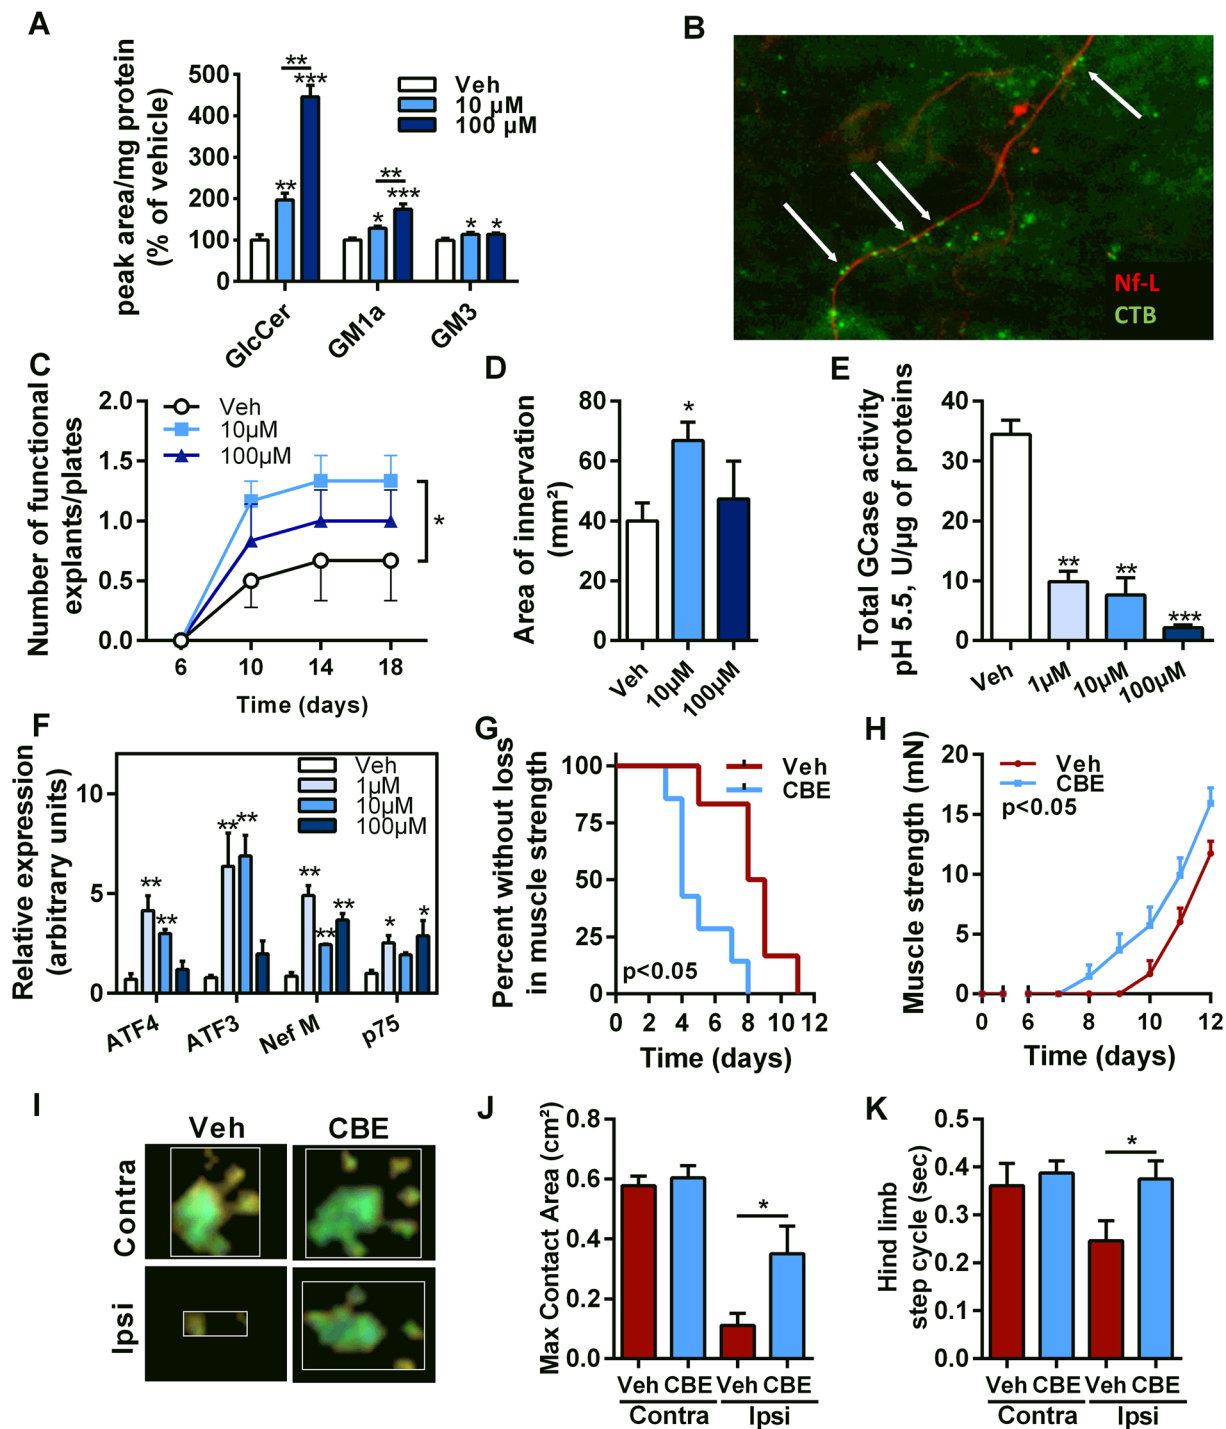 A
peak area/mg protein
(% of vehicle)
500
400
300
200
100
0
**
***
**
**
***
*
*
*
Veh
10 µM
100 µM
GlcCer
GM1a
GM3
B
Nf-L
CTB
C
Number of functional
explants/plates
2.0
1.5
1.0
0.5
0.0
Veh
10µM
100µM
*
6
10
14
18
Time (days)
D
Area of innervation
(mm²)
80
60
40
20
0
*
Veh
10µM
100µM
E
Total GCase activity
pH 5.5, U/µg of proteins
40
30
20
10
0
**
**
***
Veh
1µM
10µM
100µM
F
Relative expression
(arbitrary units)
10
5
0
Veh
1µM
10µM
100µM
**
**
**
**
**
**
**
*
*
ATF4
ATF3
Nef M
p75
G
Percent without loss
in muscle strength
100
75
50
25
0
Veh
CBE
p<0.05
0
2
4
6
8
10
12
Time (days)
H
Muscle strength (mN)
20
15
10
5
0
Veh
CBE
p<0.05
0
6
8
10
12
Time (days)
I
Veh
CBE
Contra
Ipsi
J
Max Contact Area (cm²)
0.8
0.6
0.4
0.2
0.0
*
Veh CBE Veh CBE
Contra
Ipsi
K
Hind limb
step cycle (sec)
0.5
0.4
0.3
0.2
0.1
0.0
*
Veh CBE Veh CBE
Contra
Ipsi